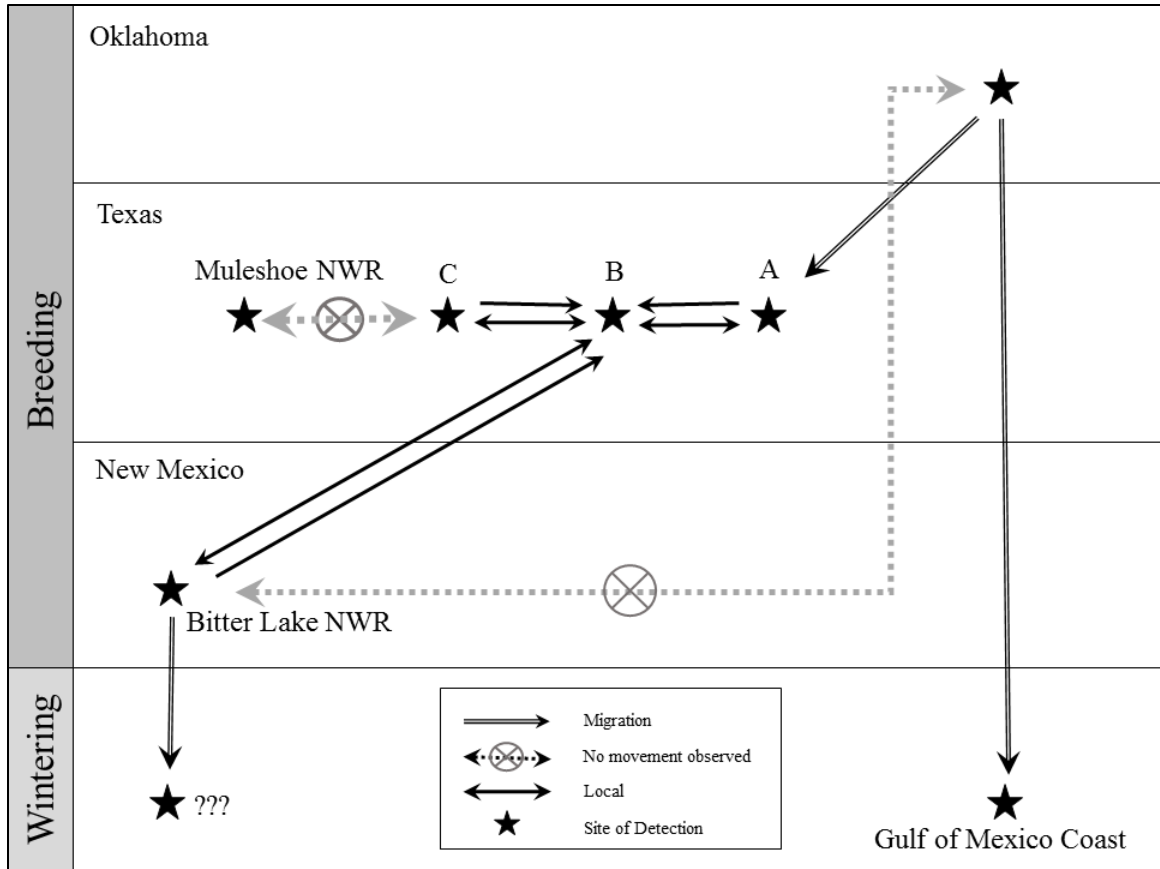 Oklahoma
Breeding
Texas
Muleshoe NWR
C
B
A
New Mexico
Bitter Lake NWR
Wintering
???
Gulf of Mexico Coast
Migration
No movement observed
Local
Site of Detection